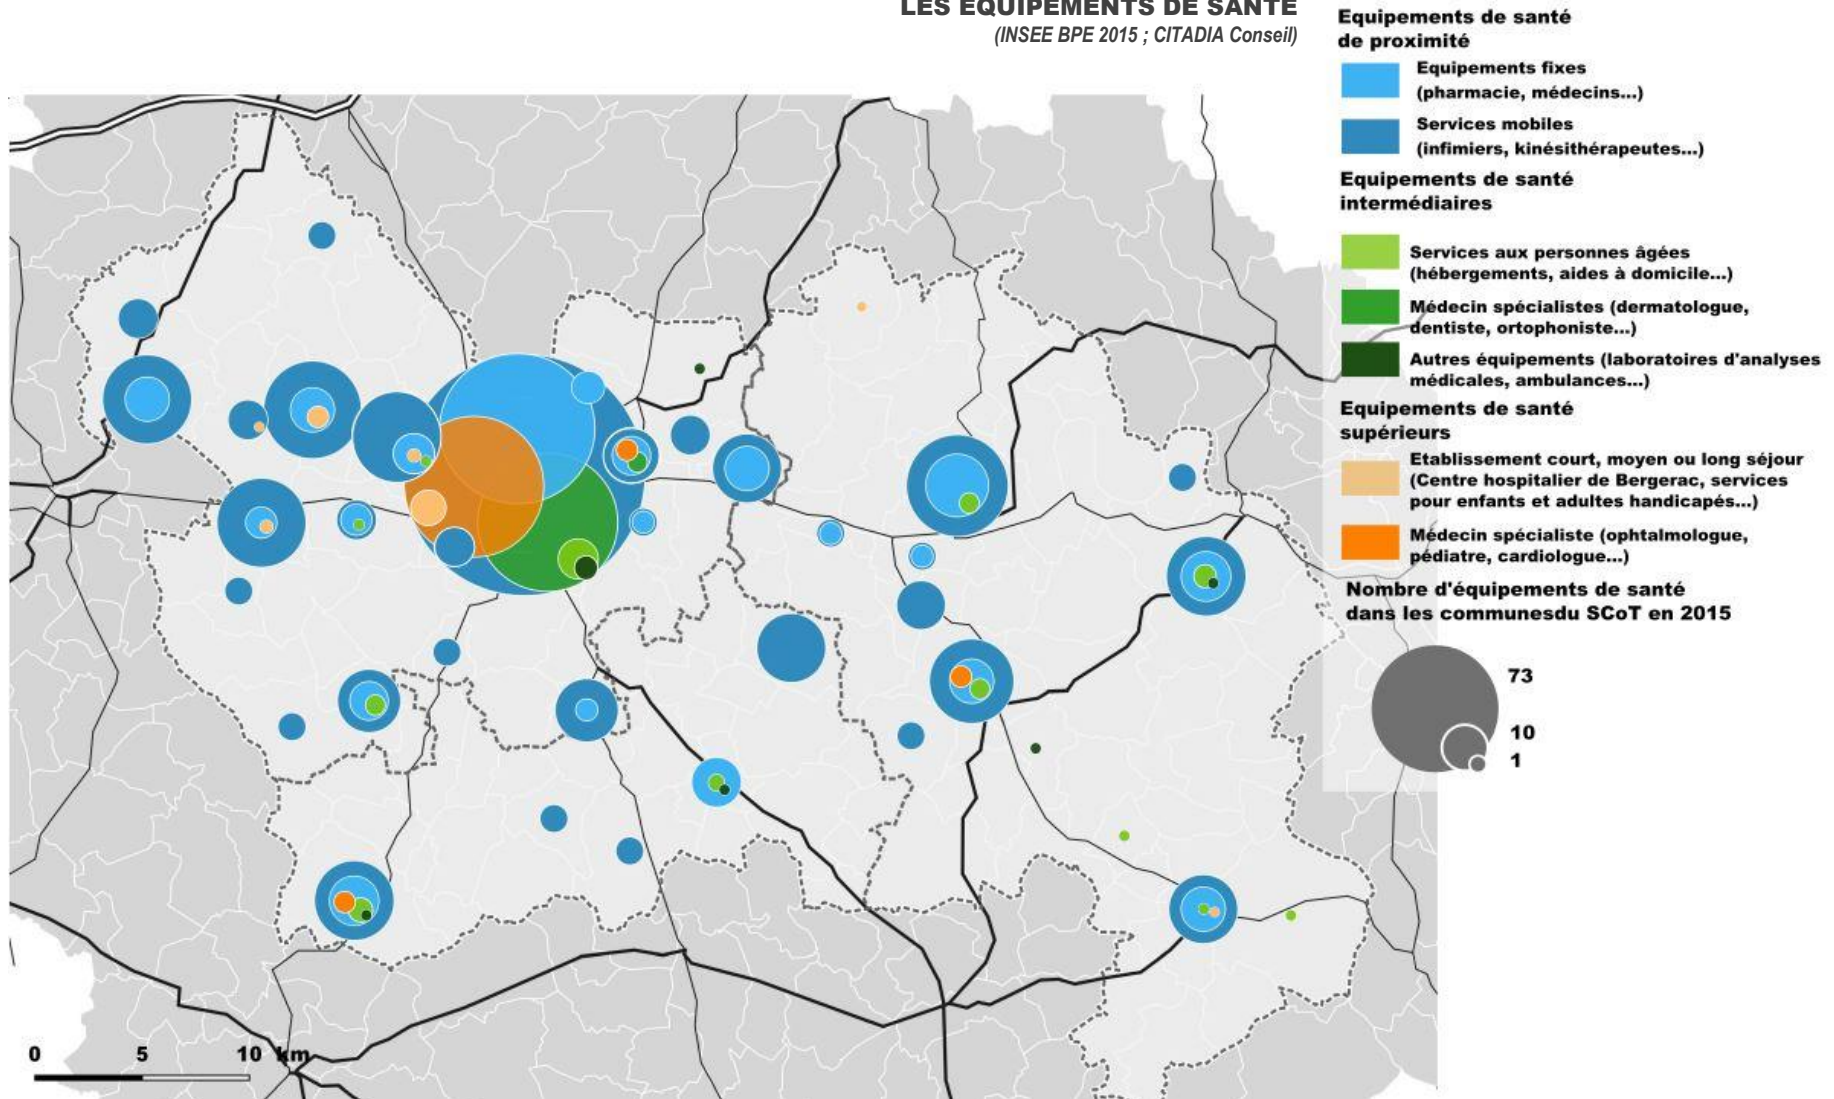 LES EQUIPEMENTS DE SANTE
(INSEE BPE 2015 ; CITADIA Conseil)
Equipements de santé
de proximité
Equipements fixes
(pharmacie, médecins...)
Services mobiles
(infimiers, kinésithérapeutes...)
Equipements de santé
intermédiaires
Services aux personnes âgées
(hébergements, aides à domicile...)
Médecin spécialistes (dermatologue,
dentiste, ortophoniste...)
Autres équipements (laboratoires d'analyses
médicales, ambulances...)
Equipements de santé
supérieurs
Etablissement court, moyen ou long séjour
(Centre hospitalier de Bergerac, services
pour enfants et adultes handicapés...)
Médecin spécialiste (ophtalmologue,
pédiatre, cardiologue...)
Nombre d'équipements de santé
dans les communesdu SCoT en 2015
73
10
1
0 5 10 km